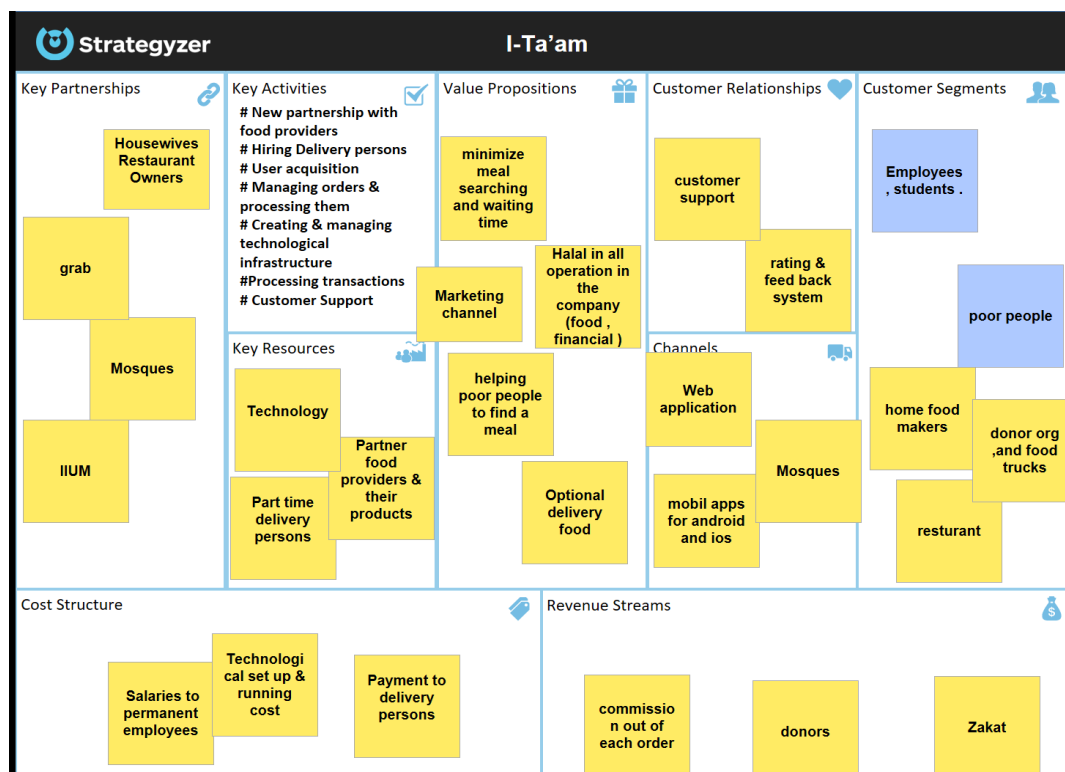 Strategyzer
I-Ta'am
Key Partnerships
Housewives
Restaurant
Owners
grab
Mosques
IIUM
Key Activities
# New partnership with
food providers
# Hiring Delivery persons
# User acquisition
# Managing orders &
processing them
# Creating & managing
technological
infrastructure
#Processing transactions
# Customer Support
Key Resources
Technology
Partner
food
providers &
their
products
Part time
delivery
persons
Value Propositions
minimize
meal
searching
and waiting
time
Halal in all
operation in
the
company
(food ,
financial )
Marketing
channel
helping
poor people
to find a
meal
Optional
delivery
food
Customer Relationships
customer
support
rating &
feed back
system
Channels
Web
application
Mosques
mobil apps
for android
and ios
Customer Segments
Employees
, students .
poor people
home food
makers
donor org
,and food
trucks
resturant
Cost Structure
Salaries to
permanent
employees
Technologi
cal set up &
running
cost
Payment to
delivery
persons
Revenue Streams
$
commissio
n out of
each order
donors
Zakat